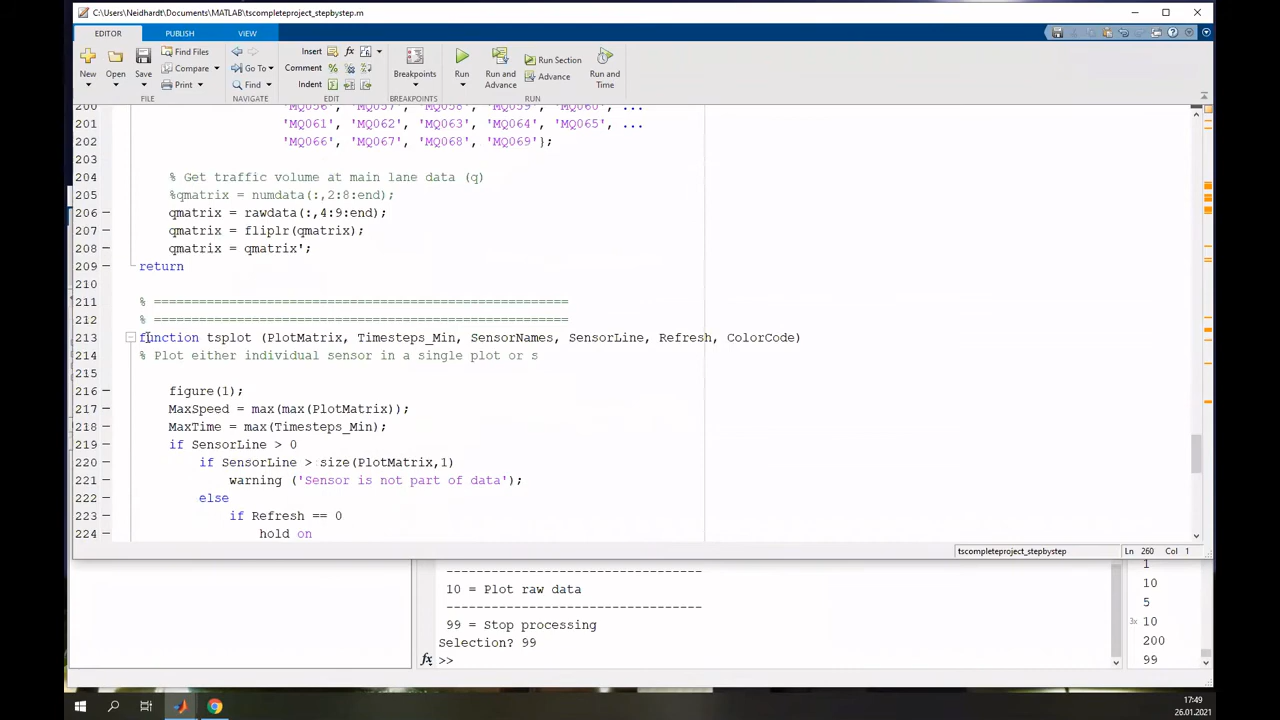 C:\Users\Neidhardt\Documents\MATLAB\tscompleteproject_stepbystep.m
EDITOR PUBLISH VIEW
New Open Save Find Files Compare Print
Go To Find
Insert Comment Indent
Breakpoints
Run Run and Advance Run Section Advance Run and Time
FILE NAVIGATE EDIT BREAKPOINTS RUN
200 'MQ056', 'MQ057', 'MQ058', 'MQ059', 'MQ060', ...
201 'MQ061', 'MQ062', 'MQ063', 'MQ064', 'MQ065', ...
202 'MQ066', 'MQ067', 'MQ068', 'MQ069'};
203
204 % Get traffic volume at main lane data (q)
205 %qmatrix = numdata(:,2:8:end);
206 qmatrix = rawdata(:,4:9:end);
207 qmatrix = fliplr(qmatrix);
208 qmatrix = qmatrix';
209 return
210
211 % =======================================================
212 % =======================================================
213 function tsplot (PlotMatrix, Timesteps_Min, SensorNames, SensorLine, Refresh, ColorCode)
214 % Plot either individual sensor in a single plot or s
215
216 figure(1);
217 MaxSpeed = max(max(PlotMatrix));
218 MaxTime = max(Timesteps_Min);
219 if SensorLine > 0
220 if SensorLine > size(PlotMatrix,1)
221 warning ('Sensor is not part of data');
222 else
223 if Refresh == 0
224 hold on
tscompleteproject_stepbystep Ln 260 Col 1
----------------------------------
10 = Plot raw data
----------------------------------
99 = Stop processing
Selection? 99
fx >>
1
10
5
3x 10
200
99
17:49
26.01.2021